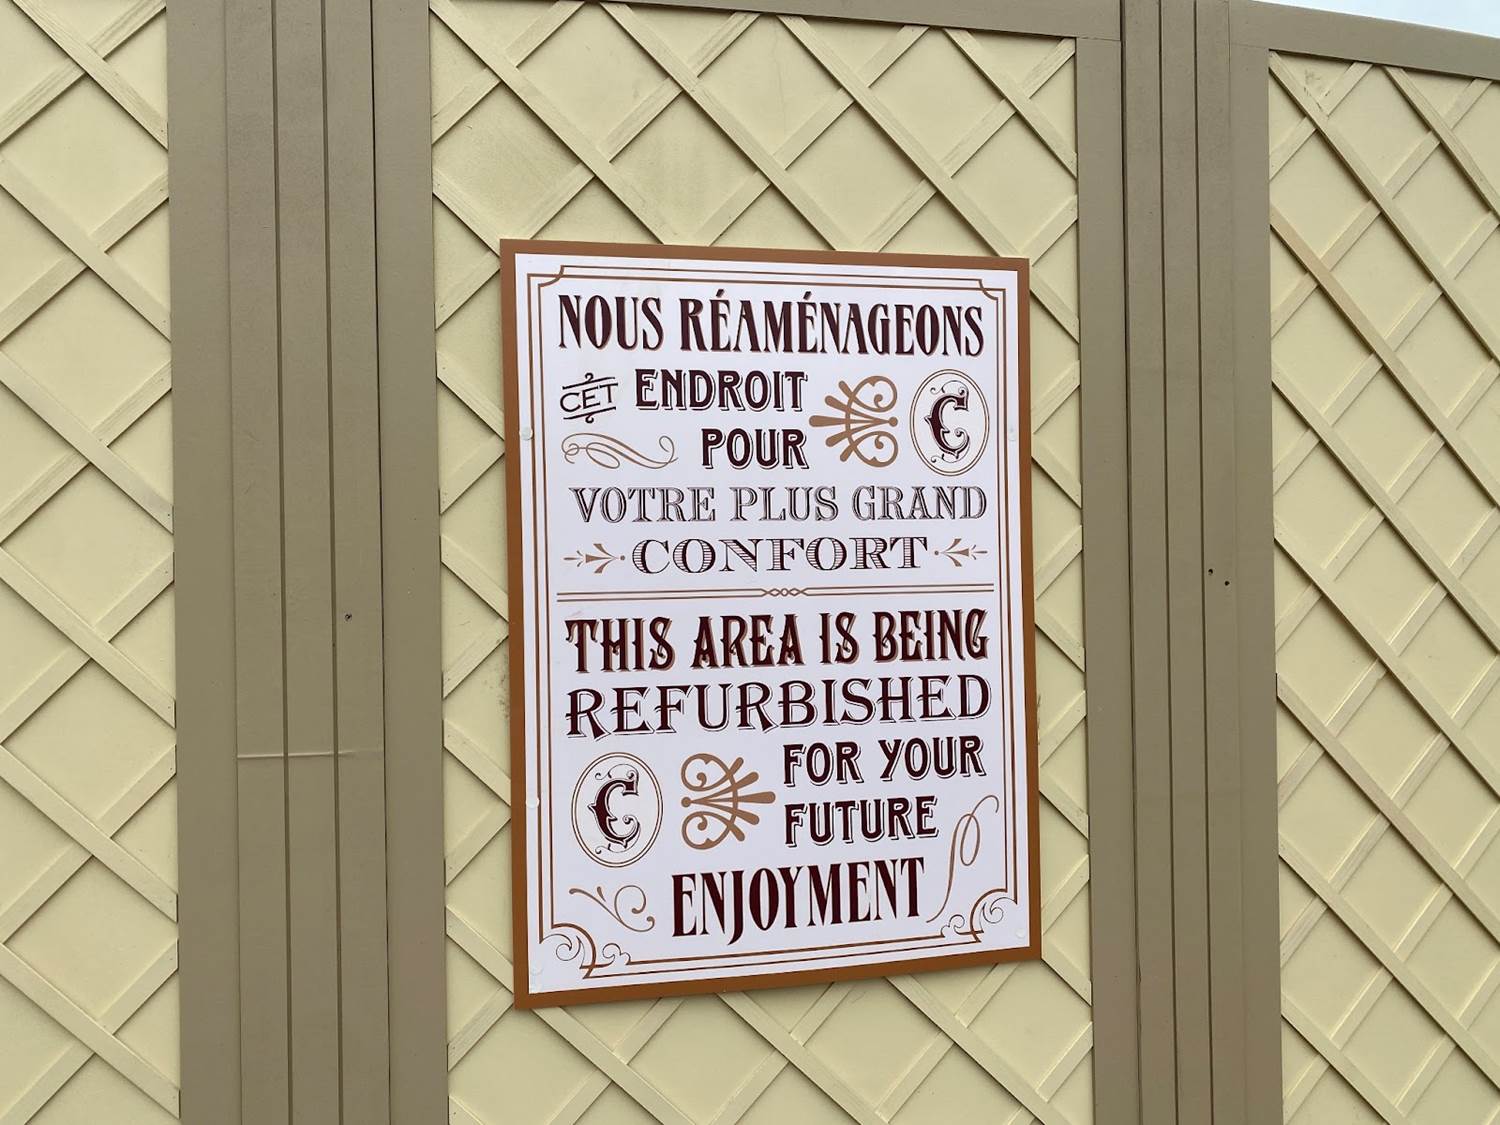 NOUS RÉAMÉNAGEONS
CET ENDROIT
POUR
VOTRE PLUS GRAND
CONFORT
THIS AREA IS BEING
REFURBISHED
FOR YOUR
FUTURE
ENJOYMENT